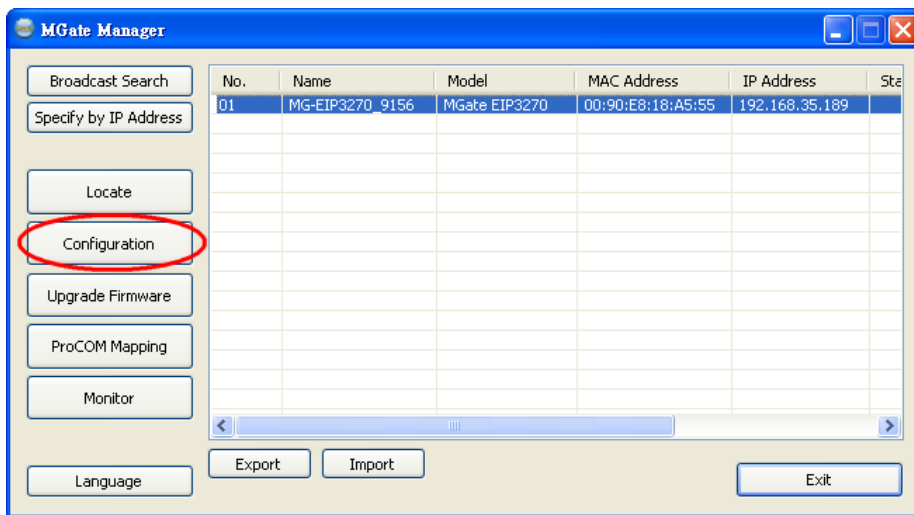 MGate Manager
Broadcast Search
Specify by IP Address
Locate
Configuration
Upgrade Firmware
ProCOM Mapping
Monitor
Language
No. Name Model MAC Address IP Address Sta
01 MG-EIP3270_9156 MGate EIP3270 00:90:E8:18:A5:55 192.168.35.189
Export Import
Exit